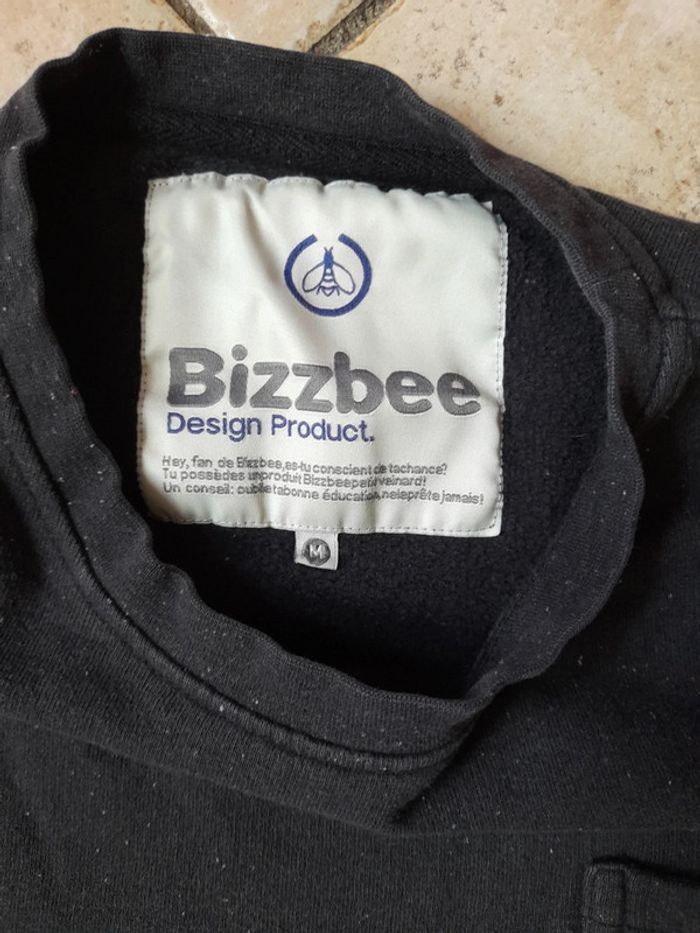 Bizzbee
Design Product.
Hey, fan de Bizzbee, es-tu conscient de ta chance?
Tu possèdes un produit Bizzbee petit veinard!
Un conseil: oublie ta bonne éducation, ne le prête jamais!
M